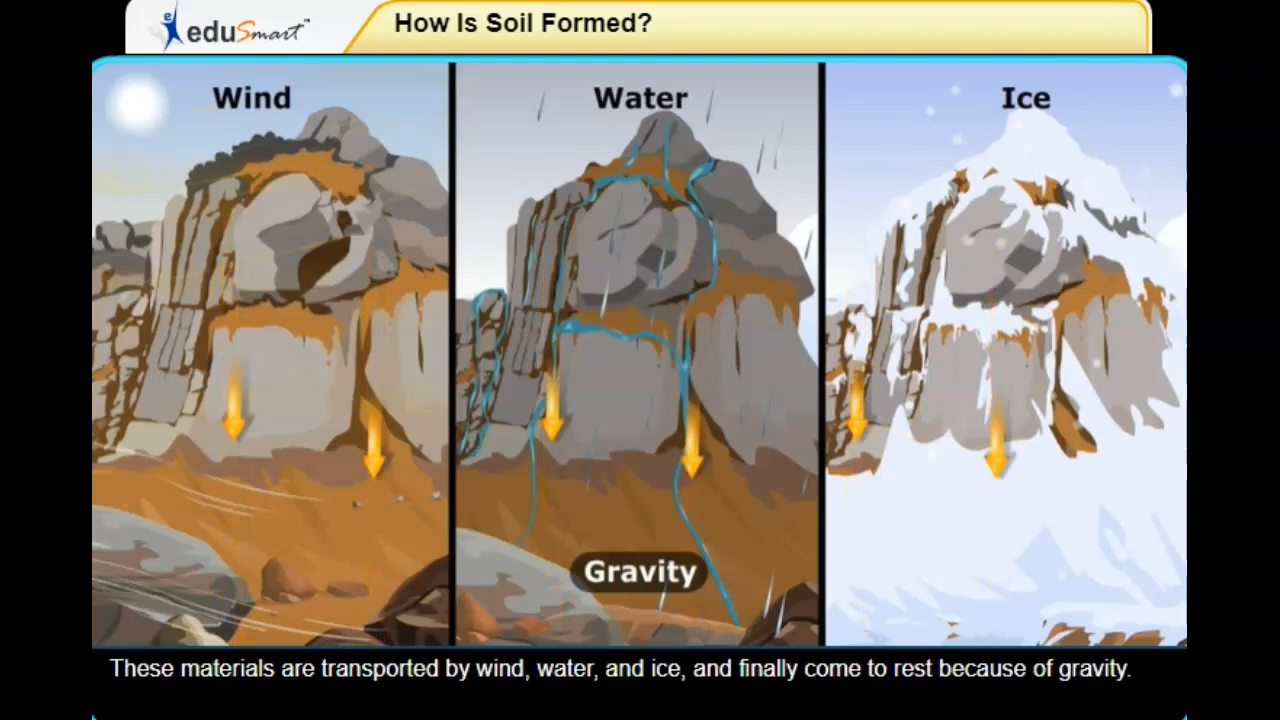 eduSmart™
How Is Soil Formed?
Wind
Water
Ice
Gravity
These materials are transported by wind, water, and ice, and finally come to rest because of gravity.